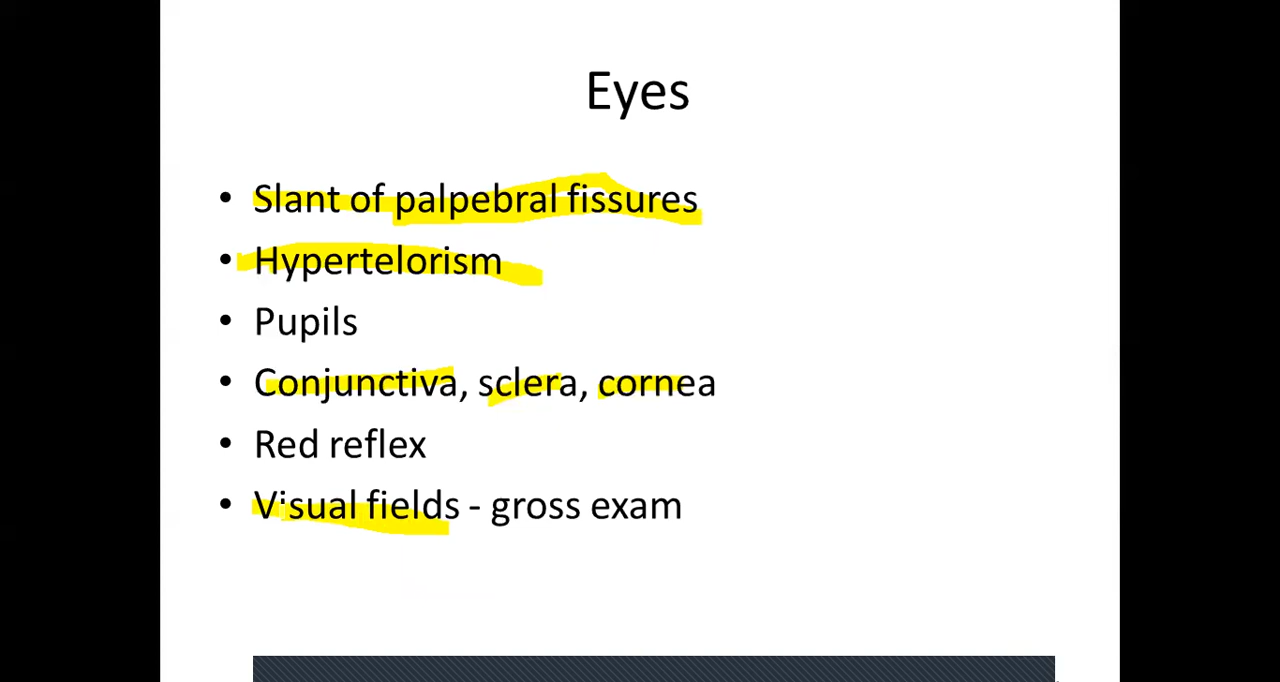 Eyes
• Slant of palpebral fissures
• Hypertelorism
• Pupils
• Conjunctiva, sclera, cornea
• Red reflex
• Visual fields - gross exam